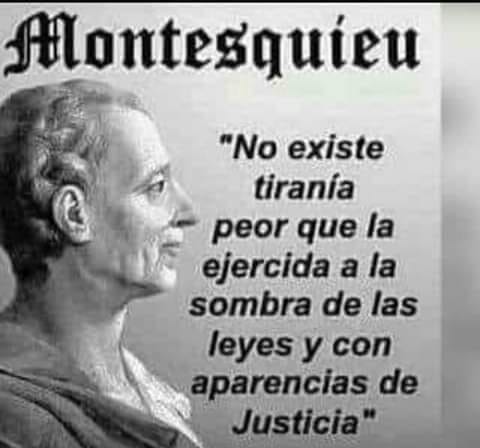 Montesquieu
"No existe
tiranía
peor que la
ejercida a la
sombra de las
leyes y con
aparencias de
Justicia"